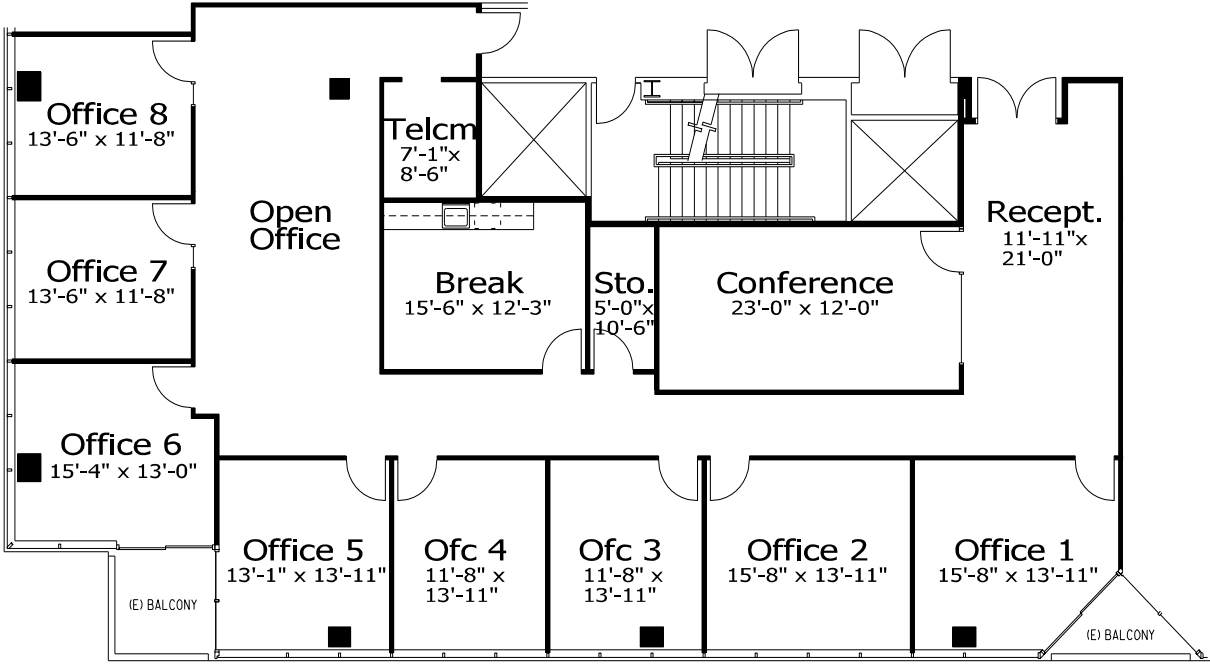 Office 8
13'-6" x 11'-8"
Telcm
7'-1"x
8'-6"
Open
Office
Recept.
11'-11"x
21'-0"
Office 7
13'-6" x 11'-8"
Break
15'-6" x 12'-3"
Sto.
5'-0"x
10'-6"
Conference
23'-0" x 12'-0"
Office 6
15'-4" x 13'-0"
Office 5
13'-1" x 13'-11"
Ofc 4
11'-8" x
13'-11"
Ofc 3
11'-8" x
13'-11"
Office 2
15'-8" x 13'-11"
Office 1
15'-8" x 13'-11"
(E) BALCONY
(E) BALCONY